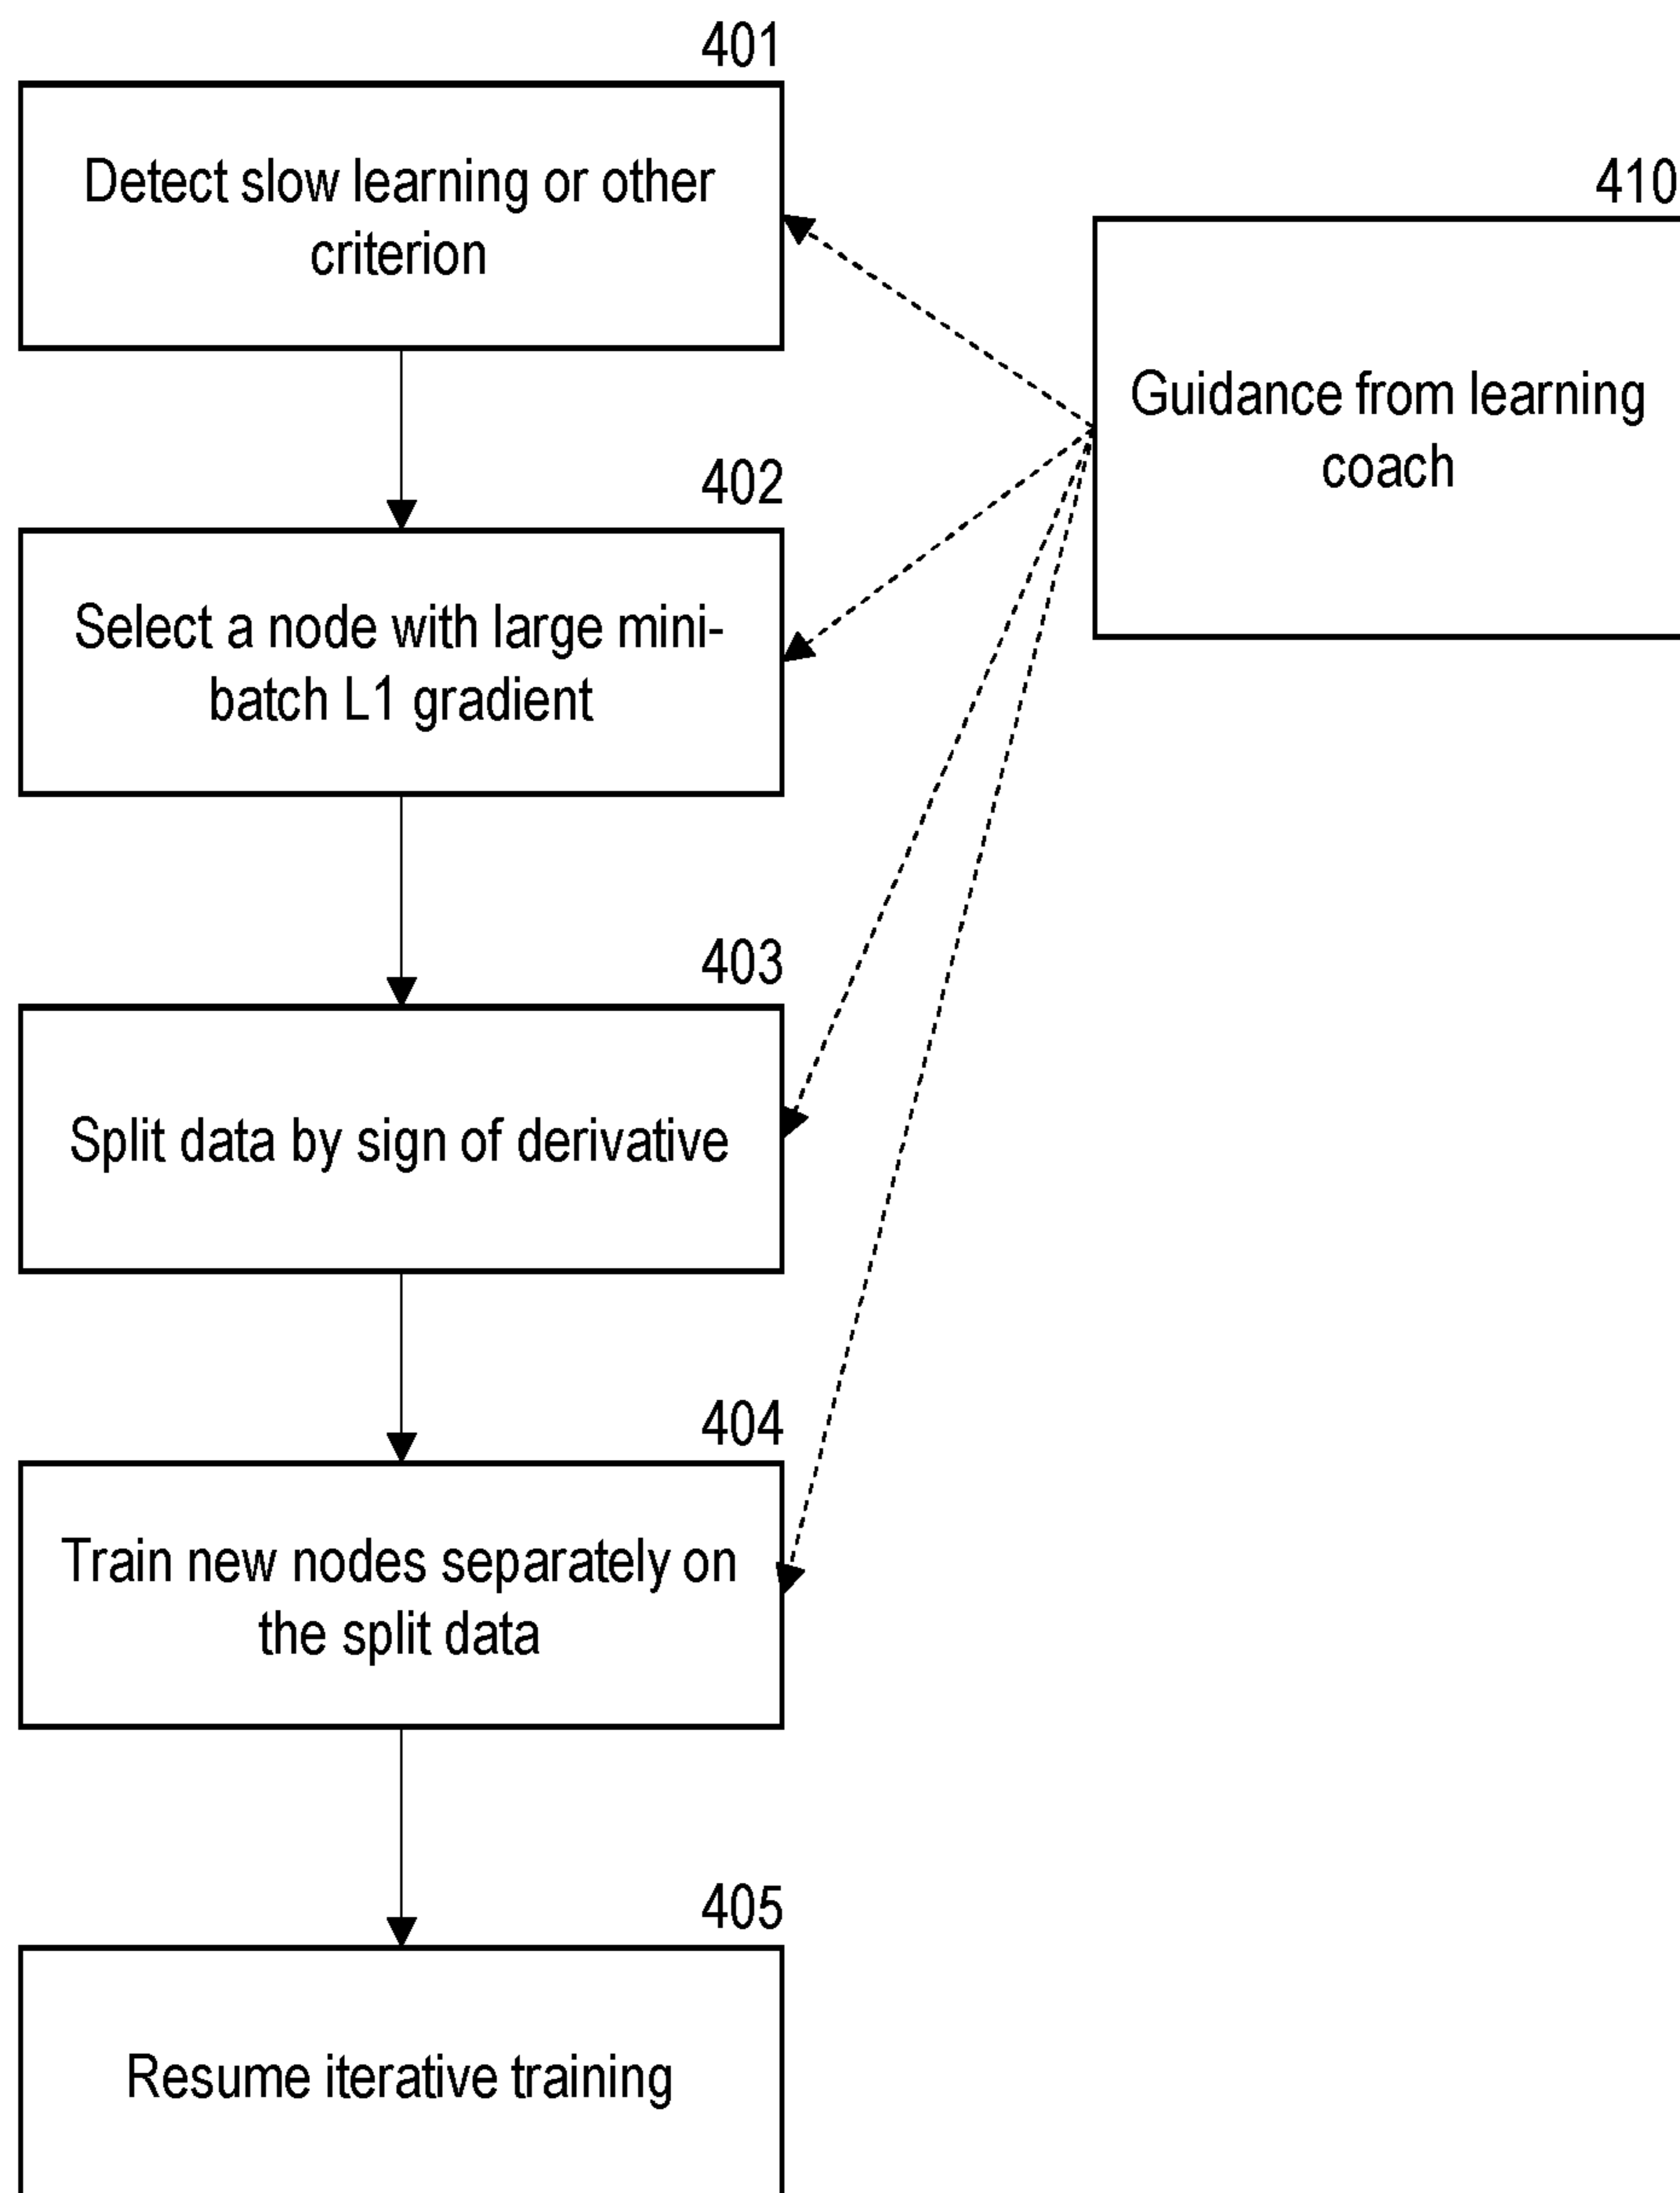 401
Detect slow learning or other
criterion
410
Guidance from learning
coach
402
Select a node with large mini-
batch L1 gradient
403
Split data by sign of derivative
404
Train new nodes separately on
the split data
405
Resume iterative training